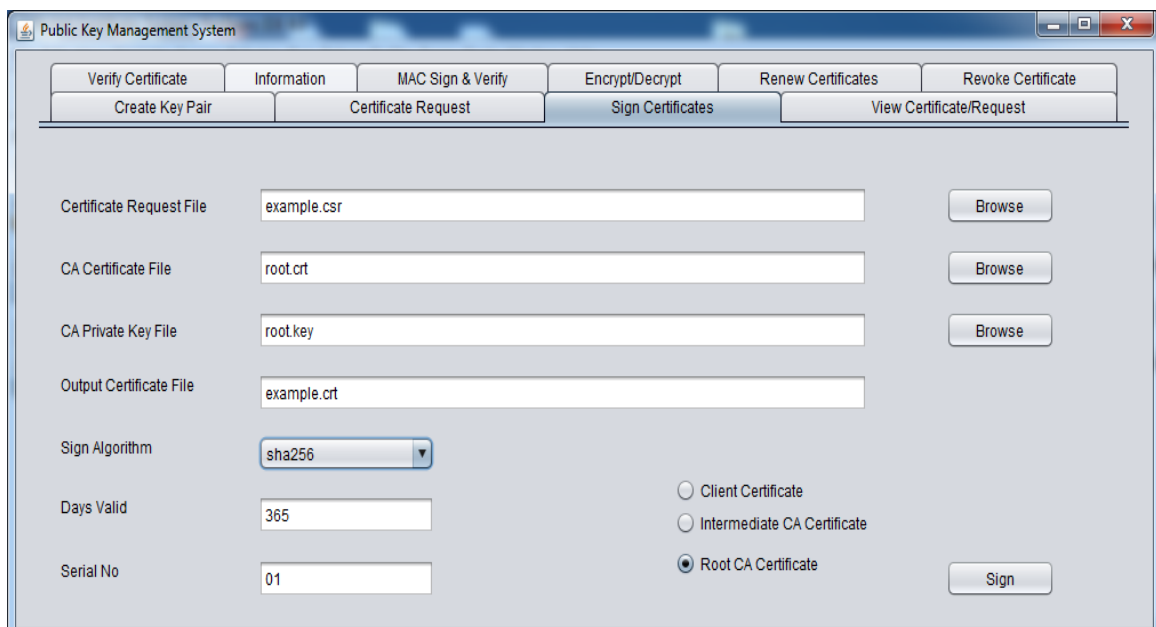 Public Key Management System
Verify Certificate Information MAC Sign & Verify Encrypt/Decrypt Renew Certificates Revoke Certificate
Create Key Pair Certificate Request Sign Certificates View Certificate/Request
Certificate Request File example.csr Browse
CA Certificate File root.crt Browse
CA Private Key File root.key Browse
Output Certificate File example.crt
Sign Algorithm sha256
Client Certificate
Days Valid 365
Intermediate CA Certificate
Root CA Certificate
Serial No 01 Sign